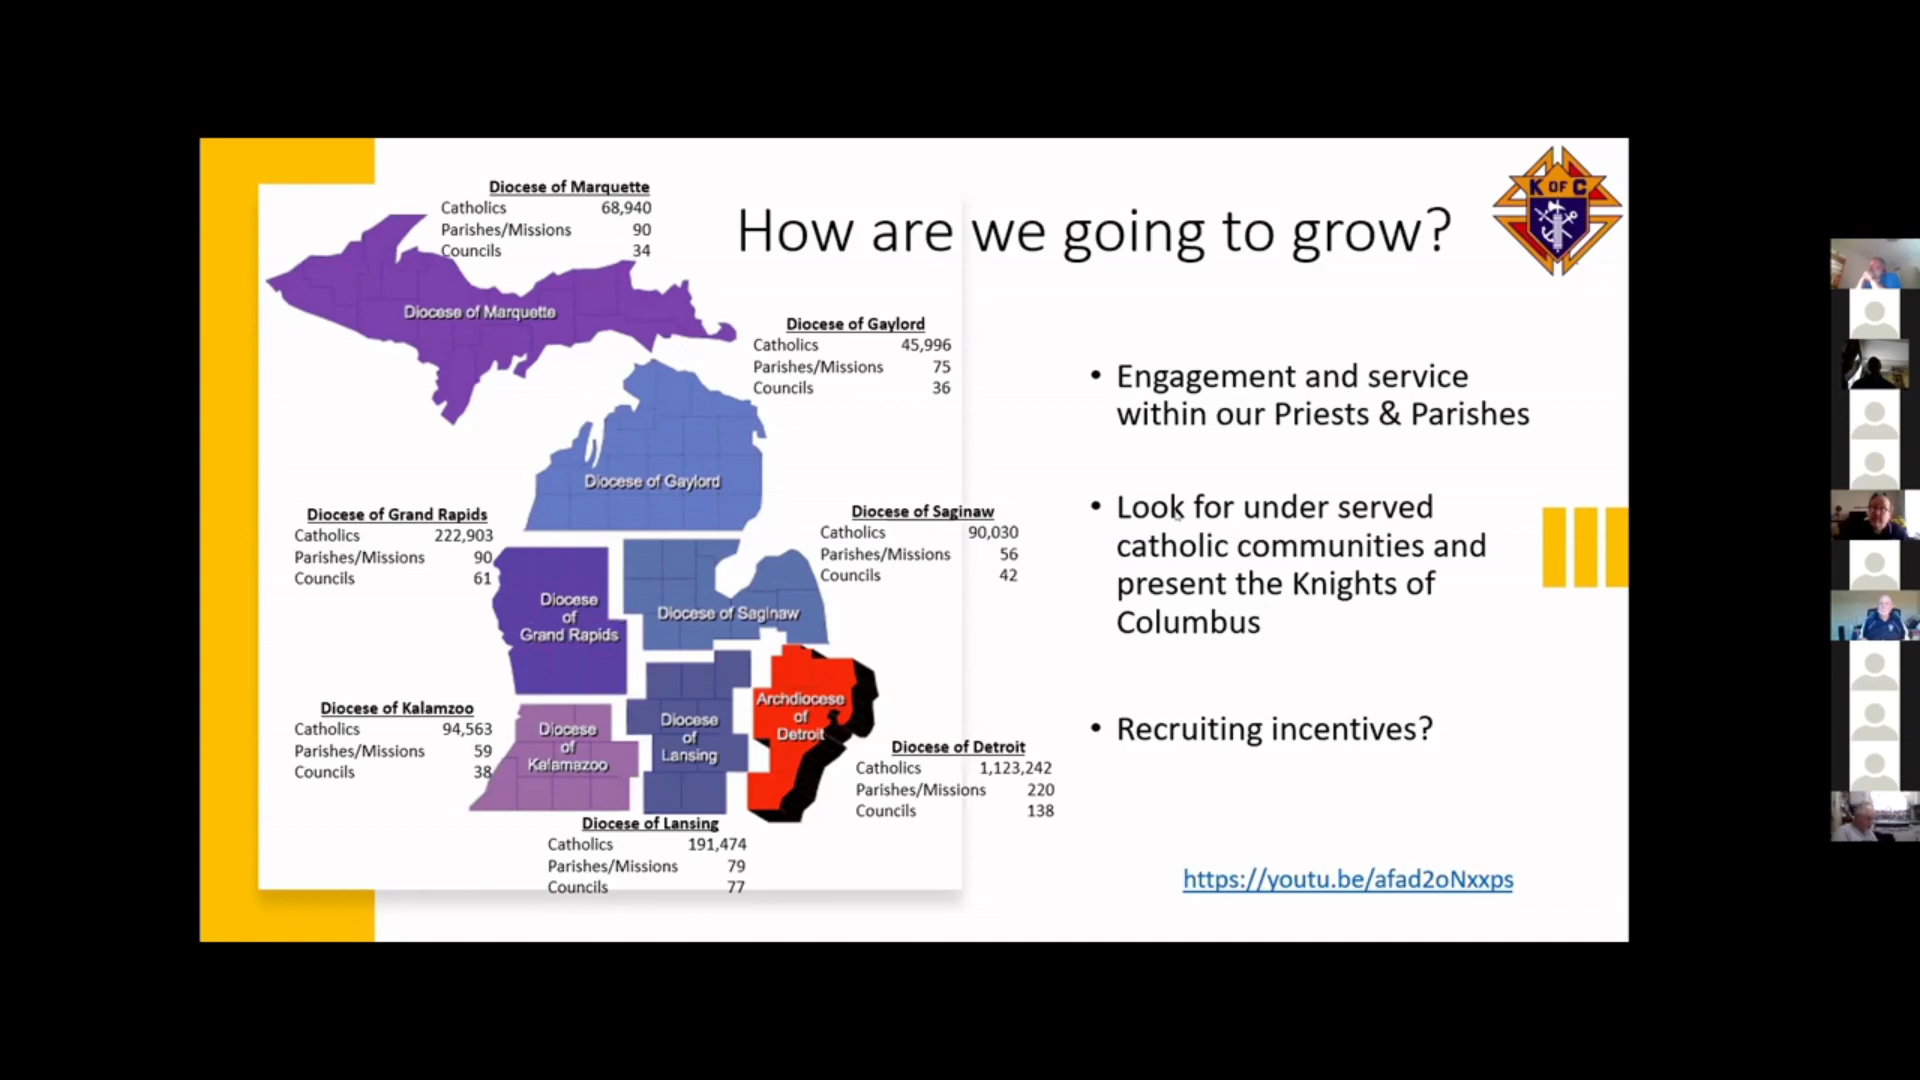 Diocese of Marquette
Catholics 68,940
Parishes/Missions 90
Councils 34
How are we going to grow?
K OF C
Diocese of Marquette
Diocese of Gaylord
Catholics 45,996
Parishes/Missions 75
Councils 36
• Engagement and service
within our Priests & Parishes
Diocese of Gaylord
Diocese of Grand Rapids
Catholics 222,903
Parishes/Missions 90
Councils 61
Diocese of Saginaw
Catholics 90,030
Parishes/Missions 56
Councils 42
• Look for under served
catholic communities and
present the Knights of
Columbus
Diocese
of
Grand Rapids
Diocese of Saginaw
Diocese of Kalamzoo
Catholics 94,563
Parishes/Missions 59
Councils 38
Diocese
of
Kalamazoo
Diocese
of
Lansing
Archdiocese
of
Detroit
• Recruiting incentives?
Diocese of Detroit
Catholics 1,123,242
Parishes/Missions 220
Councils 138
Diocese of Lansing
Catholics 191,474
Parishes/Missions 79
Councils 77
https://youtu.be/afad2oNxxps